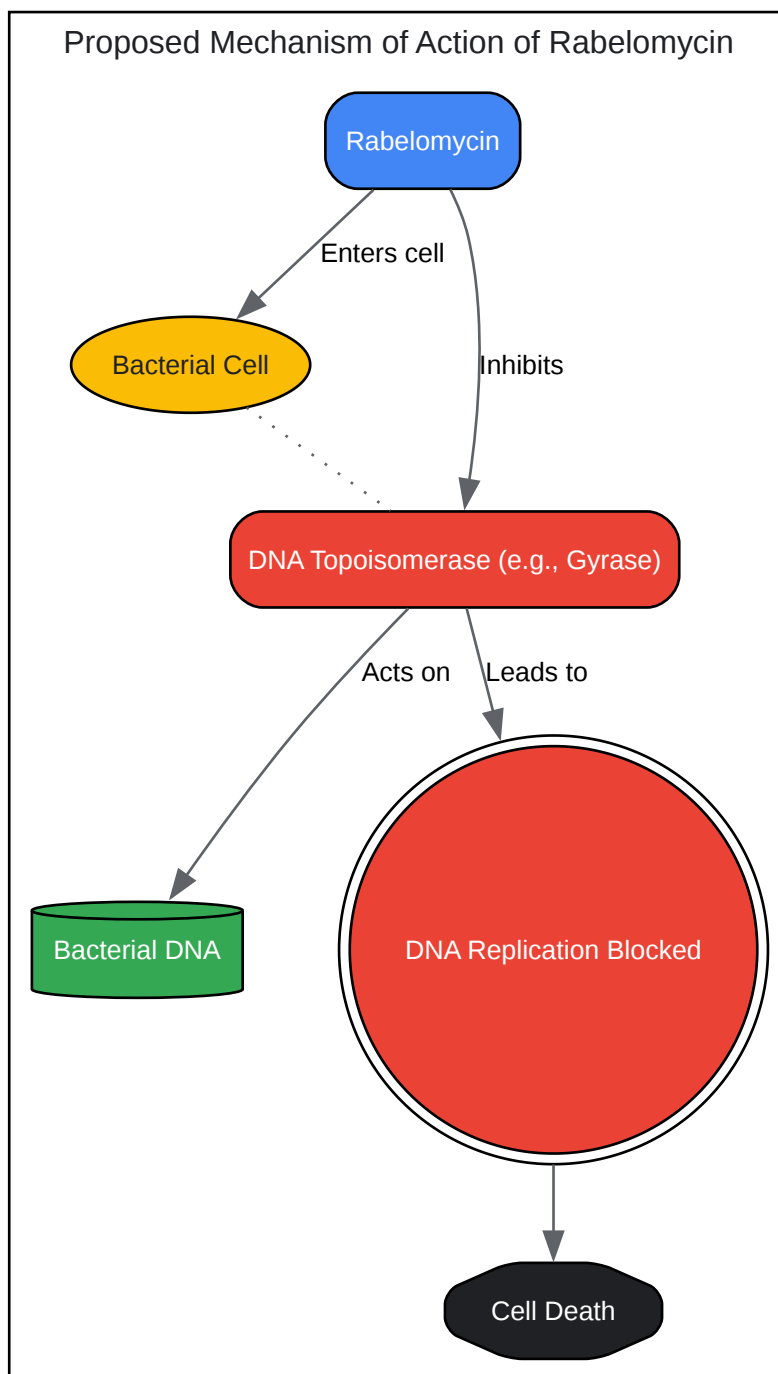 Proposed Mechanism of Action of Rabelomycin
Rabelomycin
Enters cell
Bacterial Cell
Inhibits
DNA Topoisomerase (e.g., Gyrase)
Acts on
Leads to
Bacterial DNA
DNA Replication Blocked
Cell Death